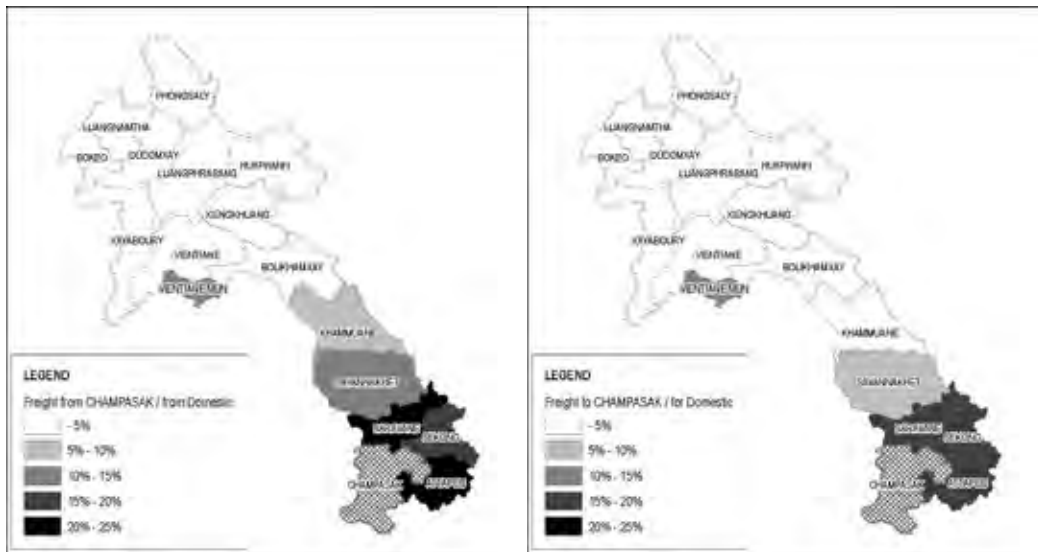 PHONGSALY
LUANGNAMTHA
BOKEO
OUDOMXAY
HUAPHANH
LUANGPHRABANG
XIENGKHUANG
XAYABOURY
VIENTIANE
BOLIKHAMXAY
VIENTIANE MUN
KHAMMUANE
SAVANNAKHET
SARAVANE
SEKONG
CHAMPASAK
ATTAPEU
LEGEND
Freight from CHAMPASAK / from Domestic
- 5%
5% - 10%
10% - 15%
15% - 20%
20% - 25%
PHONGSALY
LUANGNAMTHA
BOKEO
OUDOMXAY
HUAPHANH
LUANGPHRABANG
XIENGKHUANG
XAYABOURY
VIENTIANE
BOLIKHAMXAY
VIENTIANE MUN
KHAMMUANE
SAVANNAKHET
SARAVANE
SEKONG
CHAMPASAK
ATTAPEU
LEGEND
Freight to CHAMPASAK / for Domestic
- 5%
5% - 10%
10% - 15%
15% - 20%
20% - 25%